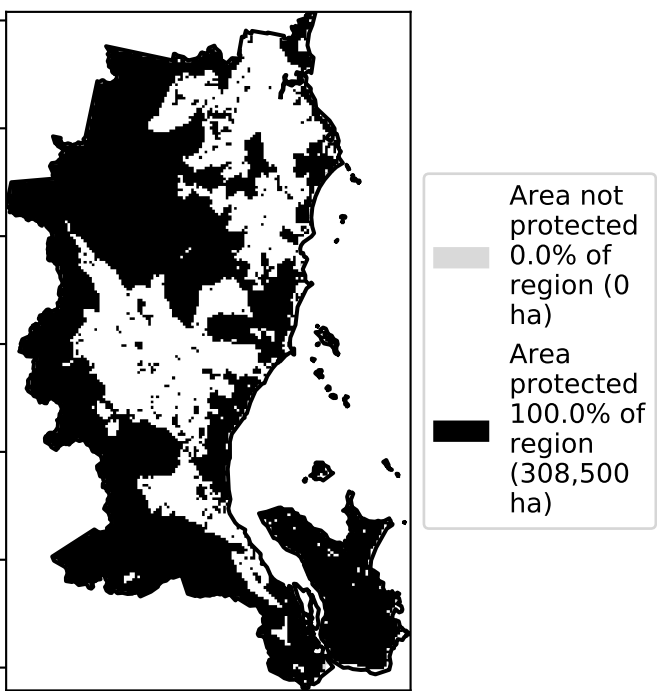 Area not
protected
0.0% of
region (0
ha)
Area
protected
100.0% of
region
(308,500
ha)